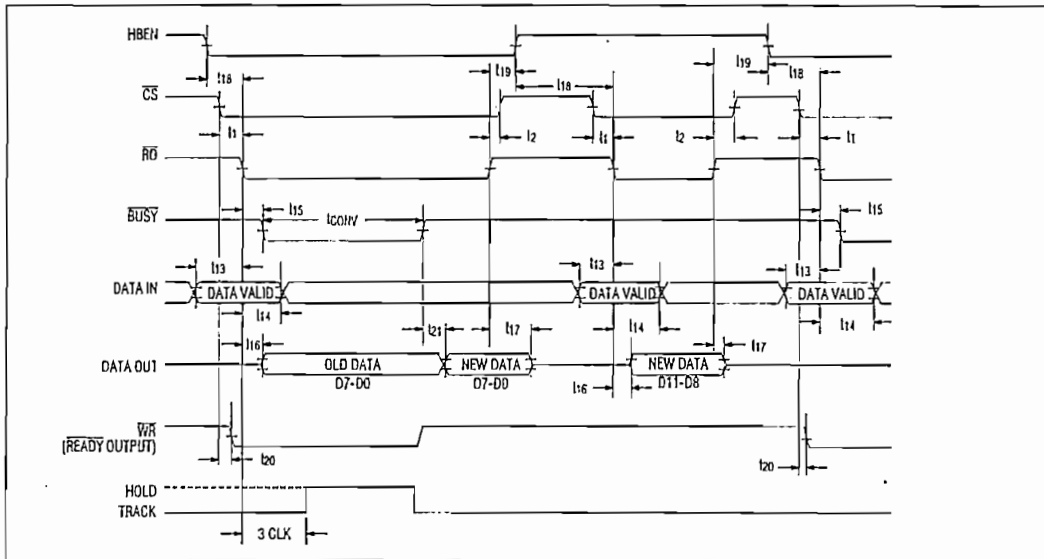 HBEN
t19 t19
t18 t18 t18
CS
t1 t2 t1 t2 t1
RD
t15 tCONV t15
BUSY
t13 t13 t13
DATA IN DATA VALID DATA VALID DATA VALID
t14 t14 t14
t16 t21 t17 t17
DATA OUT OLD DATA NEW DATA NEW DATA
D7-D0 D7-D0 t16 D11-D8
WR
(READY OUTPUT)
t20 t20
HOLD
TRACK
3 CLK